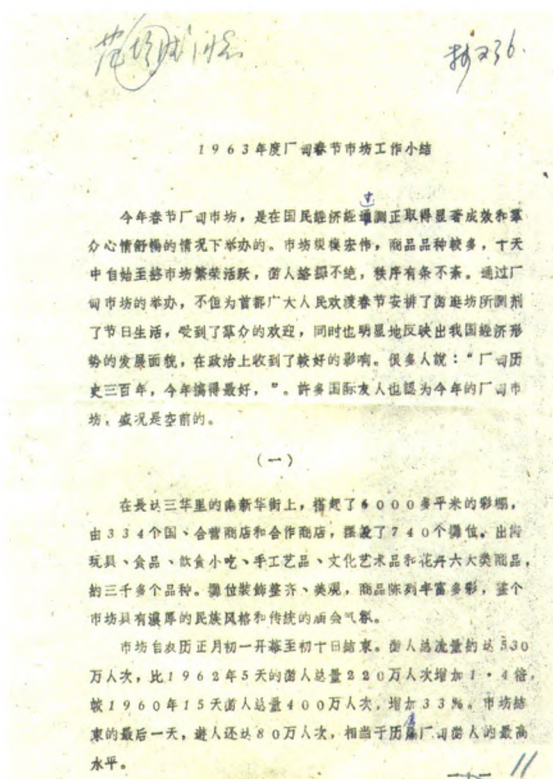 1963年度厂甸春节市场工作小结
今年春节厂甸市场，是在国民经济经过调正取得显著成效和羣
众心情舒畅的情况下举办的。市场规模宏伟，商品品种较多，十天
中自始至终市场繁荣活跃，游人络绎不绝，秩序有条不紊。通过厂
甸市场的举办，不但为首都广大人民欢渡春节安排了游逛场所调剂
了节日生活，受到了羣众的欢迎，同时也明显地反映出我国经济形
势的发展面貌，在政治上收到了较好的影响。很多人説：“厂甸历
史三百年，今年搞得最好，”。許多国际友人也認为今年的厂甸市
场，盛况是空前的。
（一）
在長达三华里的南新华街上，搭起了6000多平米的彩棚，
由334个国、合营商店和合作商店，摆设了740个摊位。出售
玩具、食品、飲食小吃、手工艺品、文化艺术品和花卉六大类商品，
約三千多个品种。摊位装飾整齐、美观，商品陈列丰富多彩，整个
市场具有濃厚的民族风格和传统的庙会气氛。
市场自农历正月初一开幕至初十日結束。游人总流量約达530
万人次，比1962年5天的游人总量220万人次增加1·4倍，
较1960年15天游人总量400万人次，增加33%。市场結
束的最后一天，游人还达80万人次，相当于历届厂甸游人的最高
水平。
11